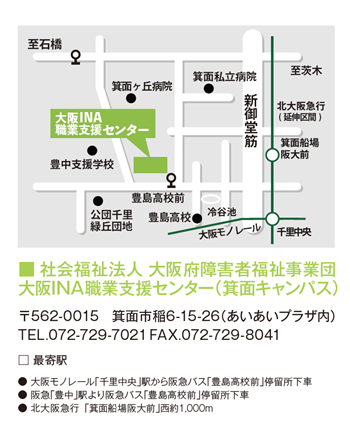 至石橋
箕面ヶ丘病院
箕面私立病院
至茨木
新御堂筋
北大阪急行
(延伸区間)
大阪INA
職業支援センター
箕面船場
阪大前
豊中支援学校
豊島高校前
公団千里
緑丘団地
豊島高校
冷谷池
大阪モノレール
千里中央
■ 社会福祉法人 大阪府障害者福祉事業団
大阪INA職業支援センター(箕面キャンパス)
〒562-0015 箕面市稲6-15-26(あいあいプラザ内)
TEL.072-729-7021 FAX.072-729-8041
□ 最寄駅
● 大阪モノレール「千里中央」駅から阪急バス「豊島高校前」停留所下車
● 阪急「豊中」駅より阪急バス「豊島高校前」停留所下車
● 北大阪急行「箕面船場阪大前」西約1,000m